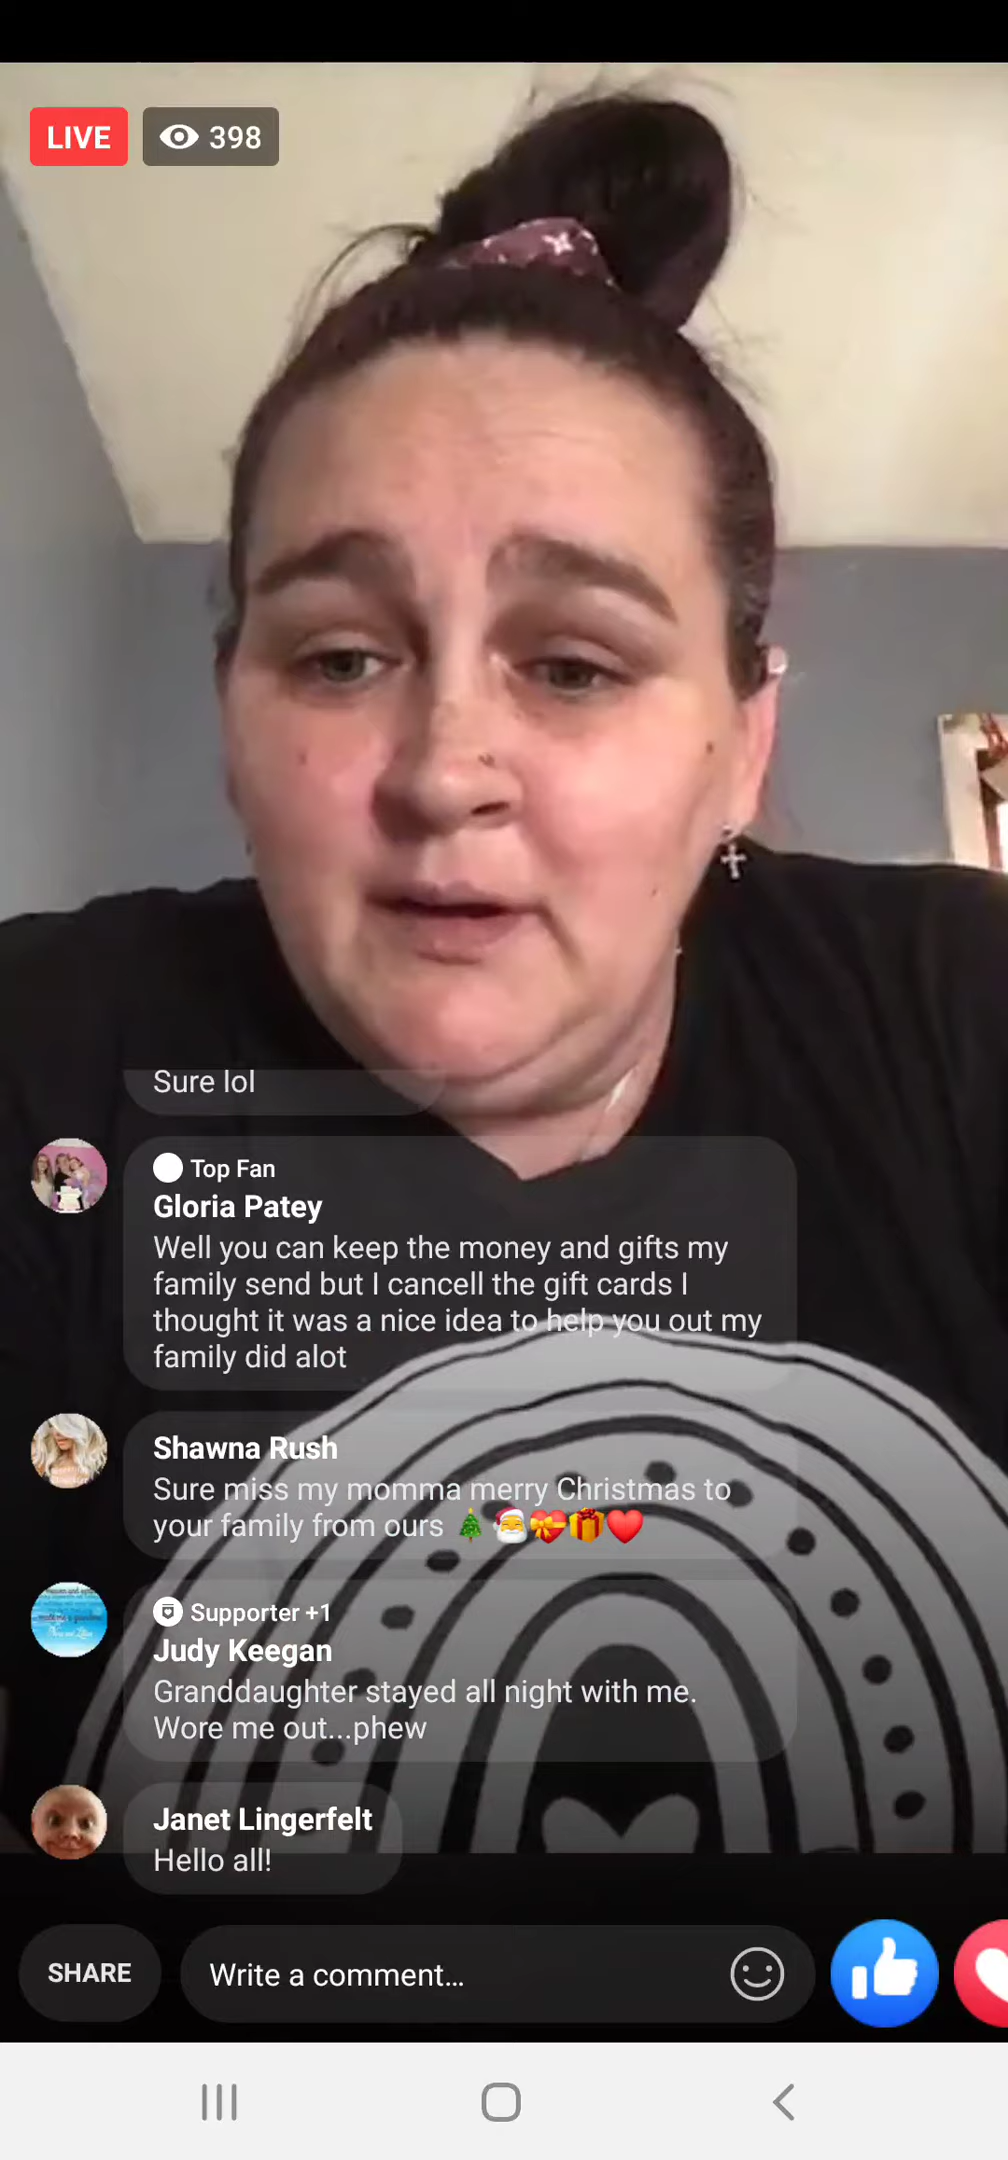 LIVE 398
Sure lol
Top Fan
Gloria Patey
Well you can keep the money and gifts my
family send but I cancell the gift cards I
thought it was a nice idea to help you out my
family did alot
Shawna Rush
Sure miss my momma merry Christmas to
your family from ours 🎄🎅💝🎁❤️
Supporter +1
Judy Keegan
Granddaughter stayed all night with me.
Wore me out...phew
Janet Lingerfelt
Hello all!
SHARE
Write a comment...